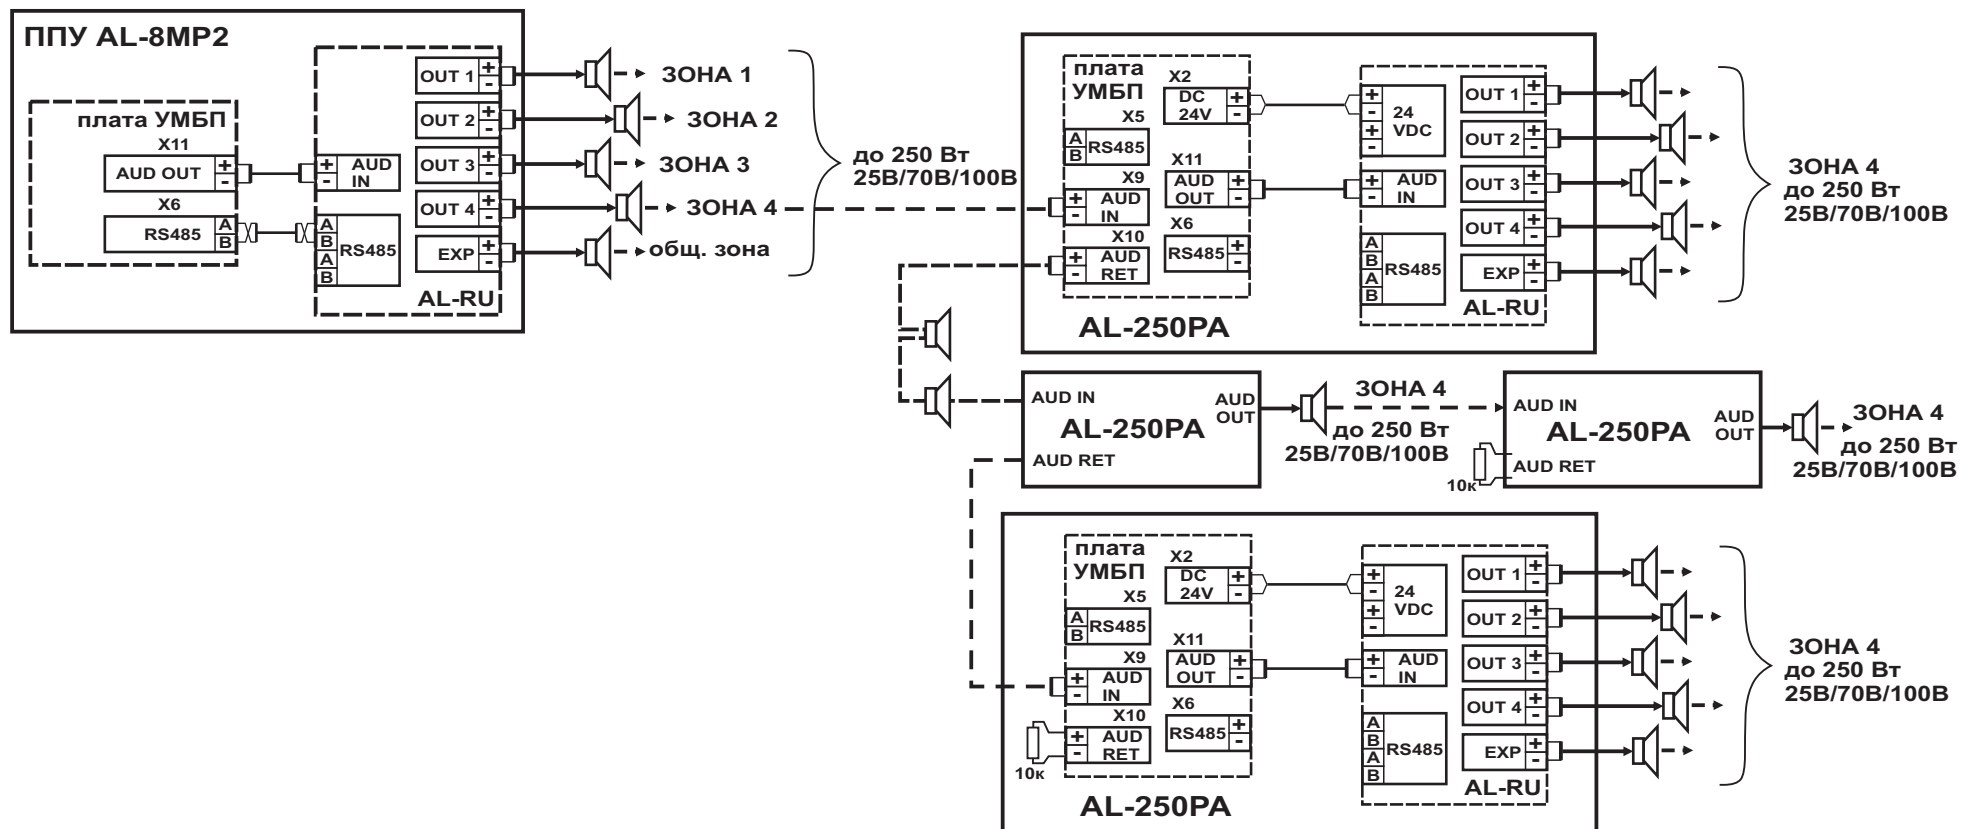 ППУ AL-8MP2
плата УМБП
X11
AUD OUT
+
-
X6
RS485
A
B
+
-
AUD
IN
A
B
A
B
RS485
OUT 1
+
-
OUT 2
+
-
OUT 3
+
-
OUT 4
+
-
EXP
+
-
AL-RU
ЗОНА 1
ЗОНА 2
ЗОНА 3
ЗОНА 4
общ. зона
до 250 Вт
25В/70В/100В
плата
УМБП
X2
DC
24V
+
-
X5
A
B
RS485
X11
AUD
OUT
+
-
X9
+
-
AUD
IN
X10
+
-
AUD
RET
X6
RS485
+
-
+
-
+
-
24
VDC
+
-
AUD
IN
A
B
A
B
RS485
OUT 1
+
-
OUT 2
+
-
OUT 3
+
-
OUT 4
+
-
EXP
+
-
AL-RU
AL-250PA
ЗОНА 4
до 250 Вт
25В/70В/100В
AUD IN
AUD
OUT
AL-250PA
AUD RET
ЗОНА 4
до 250 Вт
25В/70В/100В
AUD IN
AUD
OUT
AL-250PA
AUD RET
10к
ЗОНА 4
до 250 Вт
25В/70В/100В
плата
УМБП
X2
DC
24V
+
-
X5
A
B
RS485
X11
AUD
OUT
+
-
X9
+
-
AUD
IN
X10
+
-
AUD
RET
10к
X6
RS485
+
-
+
-
+
-
24
VDC
+
-
AUD
IN
A
B
A
B
RS485
OUT 1
+
-
OUT 2
+
-
OUT 3
+
-
OUT 4
+
-
EXP
+
-
AL-RU
AL-250PA
ЗОНА 4
до 250 Вт
25В/70В/100В